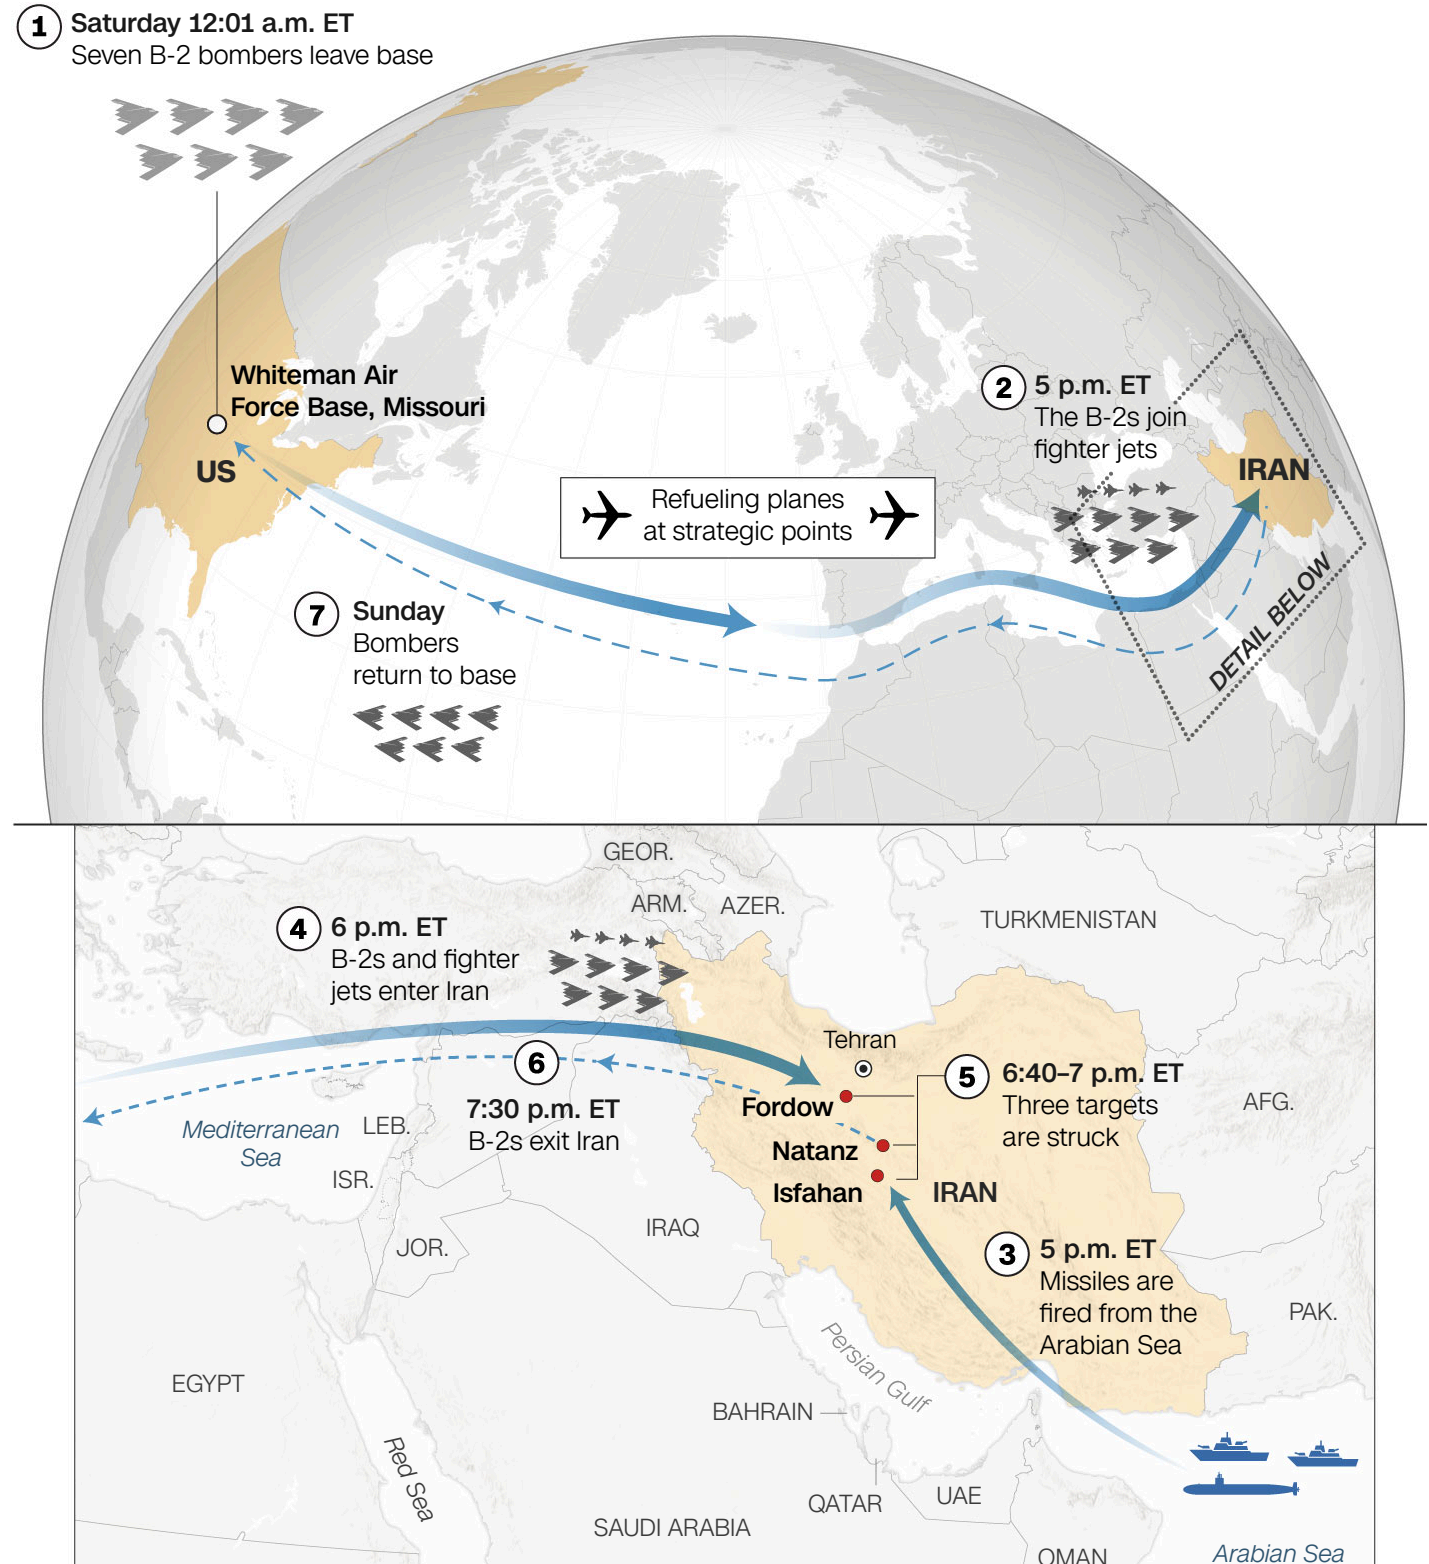 1 Saturday 12:01 a.m. ET
Seven B-2 bombers leave base
Whiteman Air
Force Base, Missouri
US
2 5 p.m. ET
The B-2s join
fighter jets
IRAN
Refueling planes
at strategic points
7 Sunday
Bombers
return to base
DETAIL BELOW
GEOR.
ARM.
AZER.
TURKMENISTAN
4 6 p.m. ET
B-2s and fighter
jets enter Iran
Tehran
6
7:30 p.m. ET
B-2s exit Iran
5 6:40–7 p.m. ET
Three targets
are struck
Fordow
Natanz
Isfahan
IRAN
AFG.
Mediterranean
Sea
LEB.
ISR.
JOR.
IRAQ
3 5 p.m. ET
Missiles are
fired from the
Arabian Sea
PAK.
Persian Gulf
EGYPT
BAHRAIN
Red Sea
QATAR
UAE
SAUDI ARABIA
OMAN
Arabian Sea